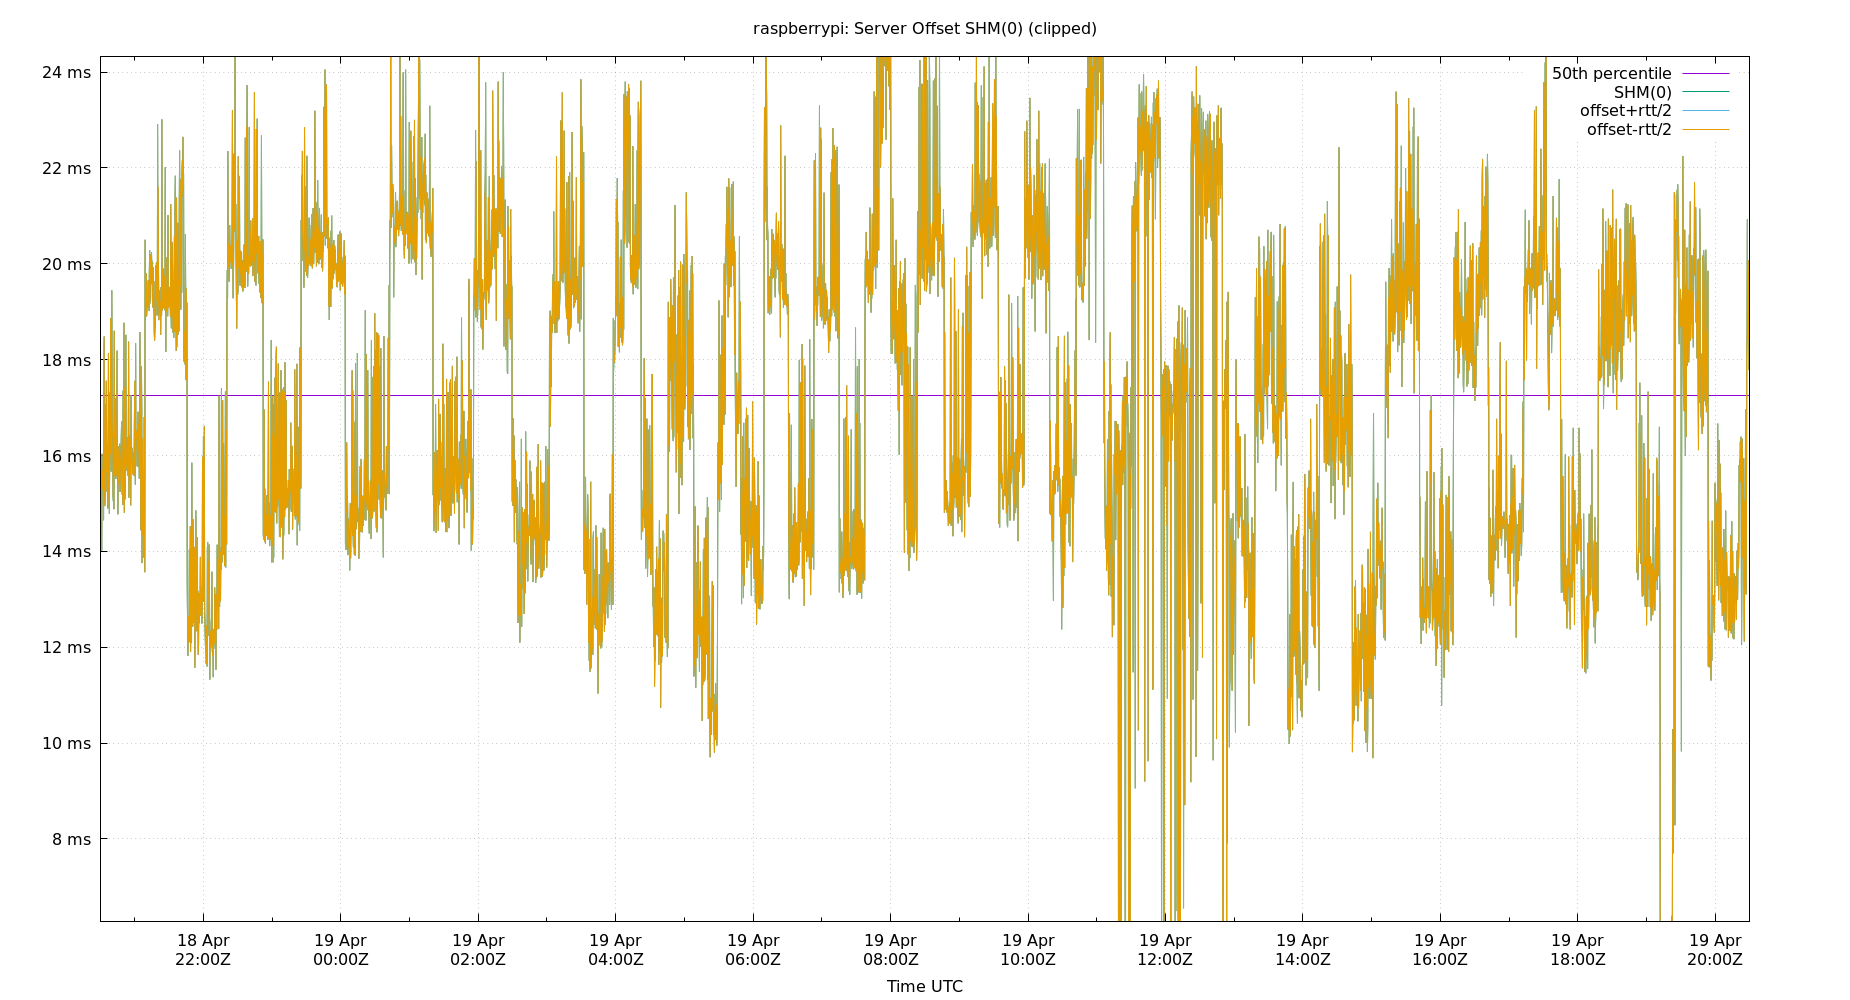 raspberrypi: Server Offset SHM(0) (clipped)
24 ms
22 ms
20 ms
18 ms
16 ms
14 ms
12 ms
10 ms
8 ms
50th percentile
SHM(0)
offset+rtt/2
offset-rtt/2
18 Apr
22:00Z
19 Apr
00:00Z
19 Apr
02:00Z
19 Apr
04:00Z
19 Apr
06:00Z
19 Apr
08:00Z
19 Apr
10:00Z
19 Apr
12:00Z
19 Apr
14:00Z
19 Apr
16:00Z
19 Apr
18:00Z
19 Apr
20:00Z
Time UTC